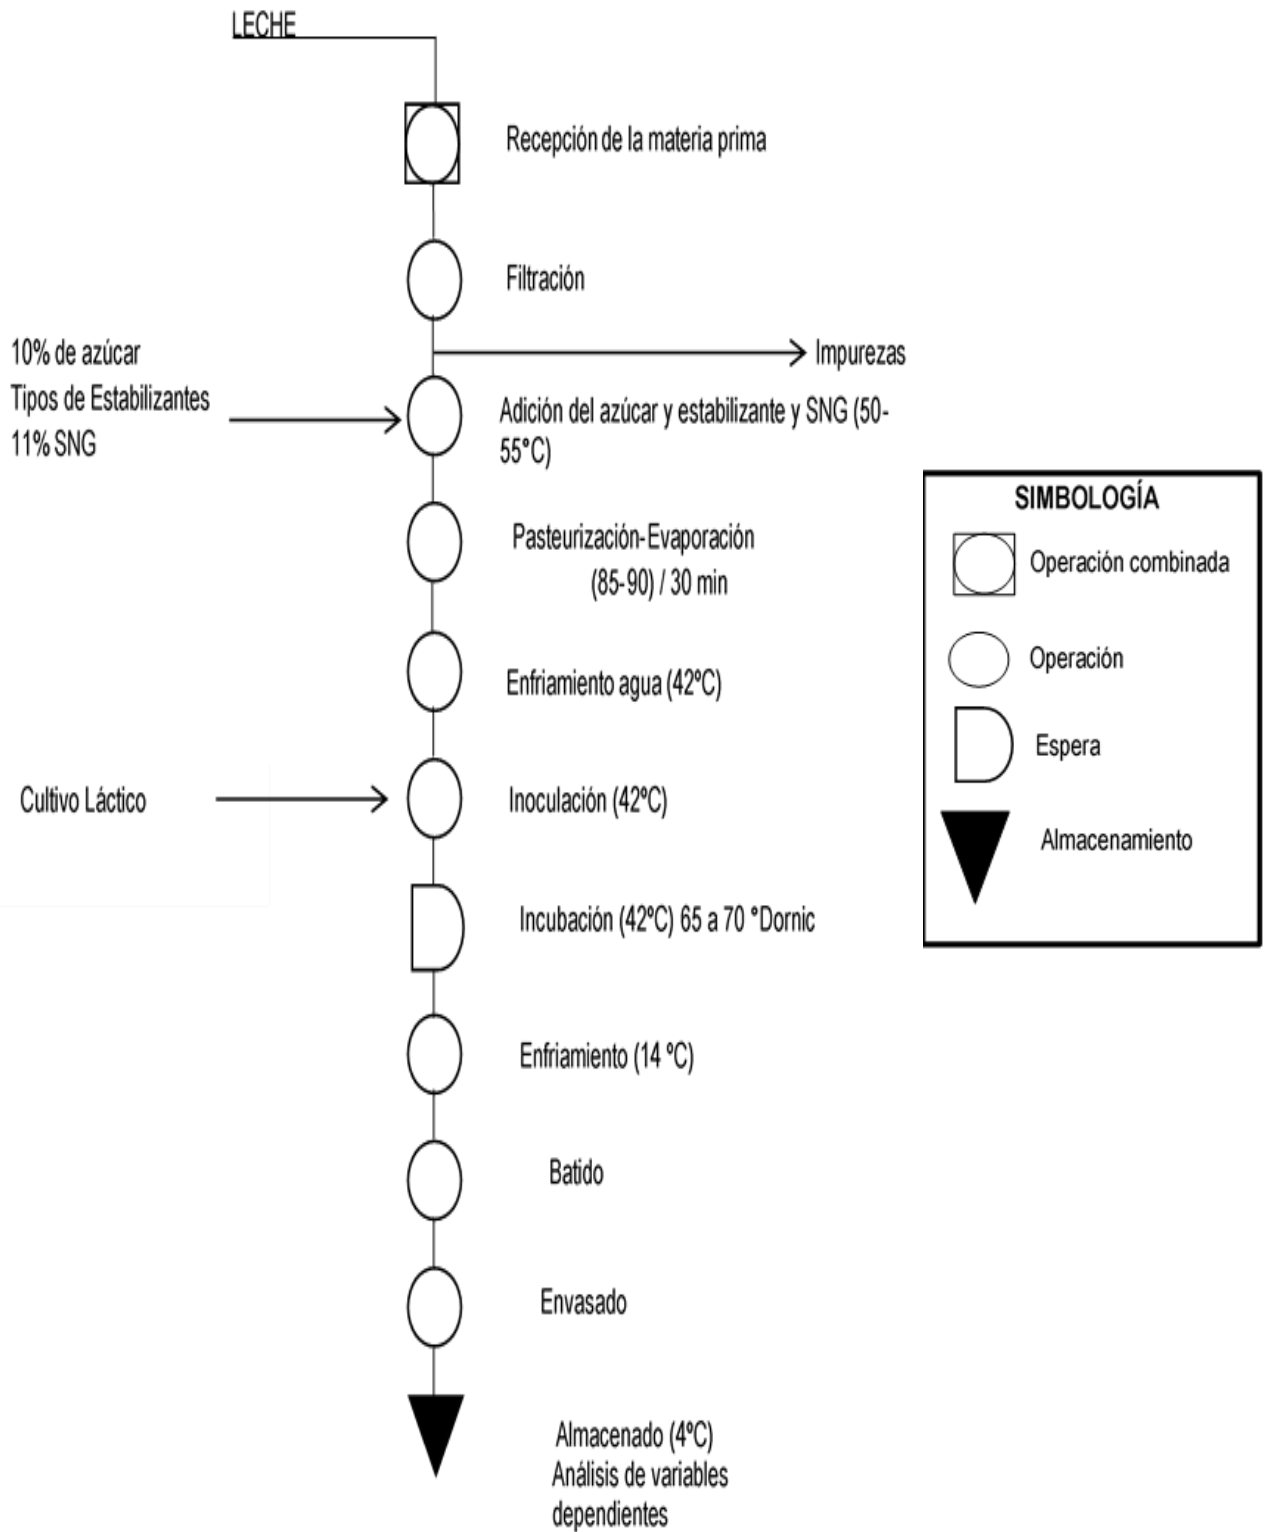 LECHE
Recepción de la materia prima
Filtración
Impurezas
10% de azúcar
Tipos de Estabilizantes
11% SNG
Adición del azúcar y estabilizante y SNG (50-
55°C)
Pasteurización-Evaporación
(85-90) / 30 min
Enfriamiento agua (42ºC)
Cultivo Láctico
Inoculación (42ºC)
Incubación (42ºC) 65 a 70 °Dornic
Enfriamiento (14 ºC)
Batido
Envasado
Almacenado (4ºC)
Análisis de variables
dependientes
SIMBOLOGÍA
Operación combinada
Operación
Espera
Almacenamiento